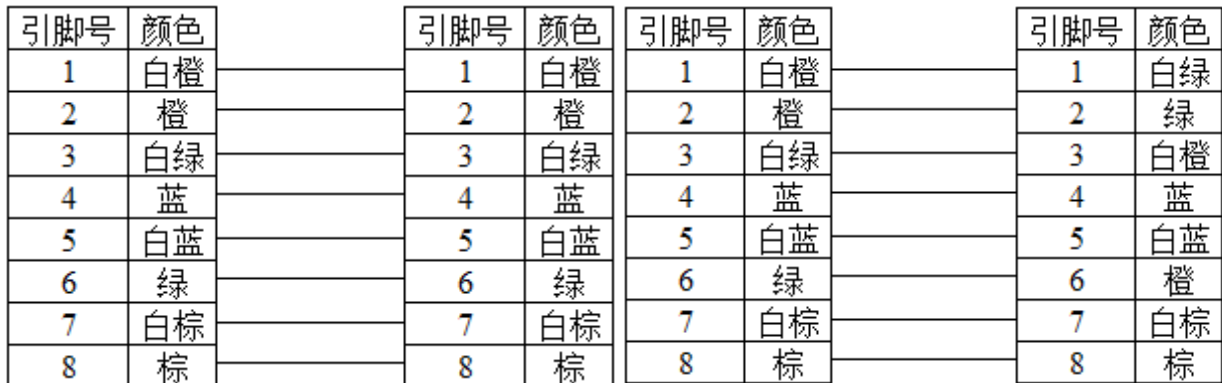 引脚号 颜色 引脚号 颜色 引脚号 颜色 引脚号 颜色
1 白橙 1 白橙 1 白橙 1 白绿
2 橙 2 橙 2 橙 2 绿
3 白绿 3 白绿 3 白绿 3 白橙
4 蓝 4 蓝 4 蓝 4 蓝
5 白蓝 5 白蓝 5 白蓝 5 白蓝
6 绿 6 绿 6 绿 6 橙
7 白棕 7 白棕 7 白棕 7 白棕
8 棕 8 棕 8 棕 8 棕